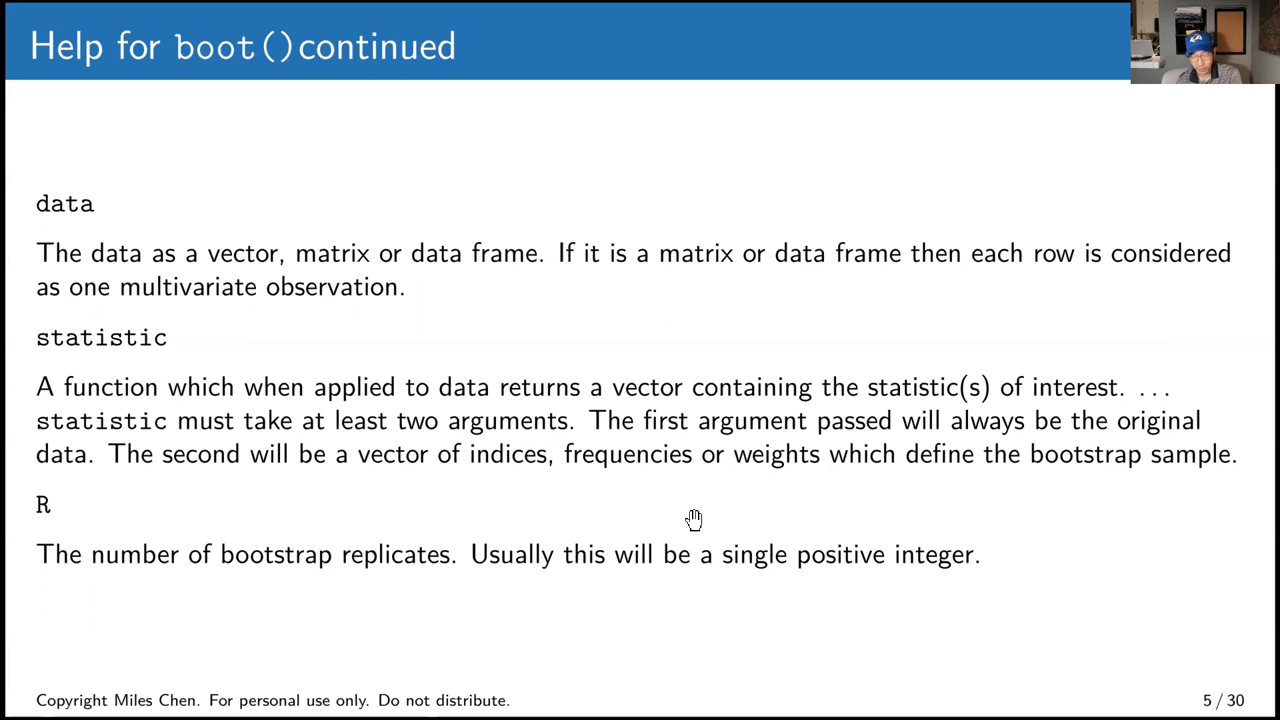 Help for boot()continued
data
The data as a vector, matrix or data frame. If it is a matrix or data frame then each row is considered
as one multivariate observation.
statistic
A function which when applied to data returns a vector containing the statistic(s) of interest. ...
statistic must take at least two arguments. The first argument passed will always be the original
data. The second will be a vector of indices, frequencies or weights which define the bootstrap sample.
R
The number of bootstrap replicates. Usually this will be a single positive integer.
Copyright Miles Chen. For personal use only. Do not distribute.
5 / 30